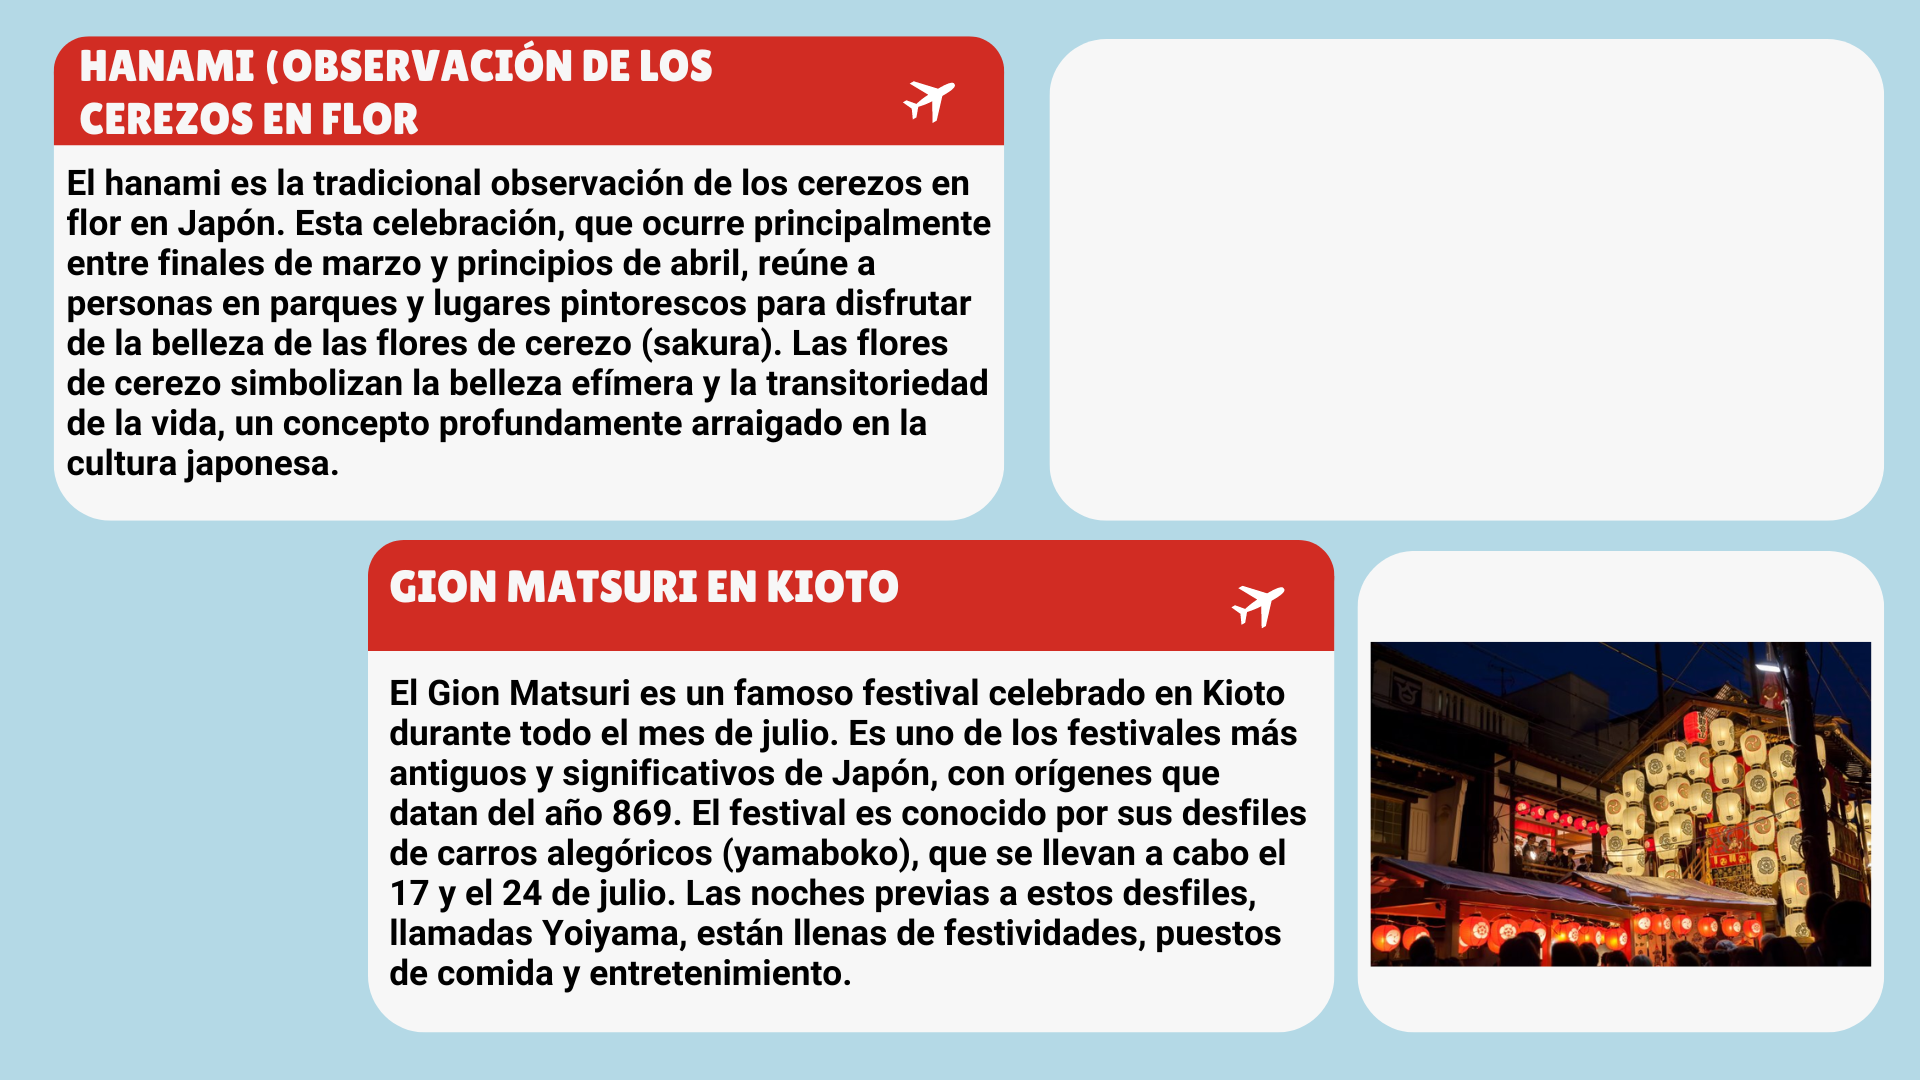 HANAMI (OBSERVACIÓN DE LOS
CEREZOS EN FLOR
El hanami es la tradicional observación de los cerezos en
flor en Japón. Esta celebración, que ocurre principalmente
entre finales de marzo y principios de abril, reúne a
personas en parques y lugares pintorescos para disfrutar
de la belleza de las flores de cerezo (sakura). Las flores
de cerezo simbolizan la belleza efímera y la transitoriedad
de la vida, un concepto profundamente arraigado en la
cultura japonesa.
GION MATSURI EN KIOTO
El Gion Matsuri es un famoso festival celebrado en Kioto
durante todo el mes de julio. Es uno de los festivales más
antiguos y significativos de Japón, con orígenes que
datan del año 869. El festival es conocido por sus desfiles
de carros alegóricos (yamaboko), que se llevan a cabo el
17 y el 24 de julio. Las noches previas a estos desfiles,
llamadas Yoiyama, están llenas de festividades, puestos
de comida y entretenimiento.